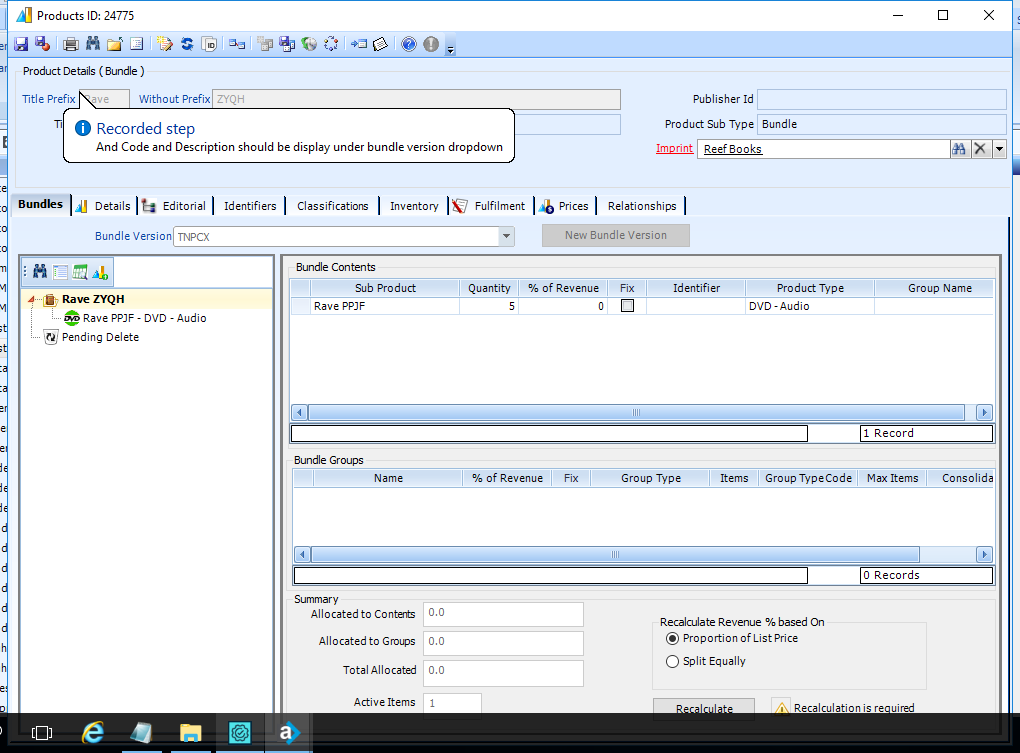 Products ID: 24775
Product Details ( Bundle )
Title Prefix Rave Without Prefix ZYQH Publisher Id
Recorded step
And Code and Description should be display under bundle version dropdown
Product Sub Type Bundle
Imprint Reef Books
Bundles Details Editorial Identifiers Classifications Inventory Fulfilment Prices Relationships
Bundle Version TNPCX New Bundle Version
Rave ZYQH
DVD Rave PPJF - DVD - Audio
Pending Delete
Bundle Contents
Sub Product Quantity % of Revenue Fix Identifier Product Type Group Name
Rave PPJF 5 0 DVD - Audio
1 Record
Bundle Groups
Name % of Revenue Fix Group Type Items Group Type Code Max Items Consolida
0 Records
Summary
Allocated to Contents 0.0
Allocated to Groups 0.0
Total Allocated 0.0
Active Items 1
Recalculate Revenue % based On
Proportion of List Price
Split Equally
Recalculate Recalculation is required